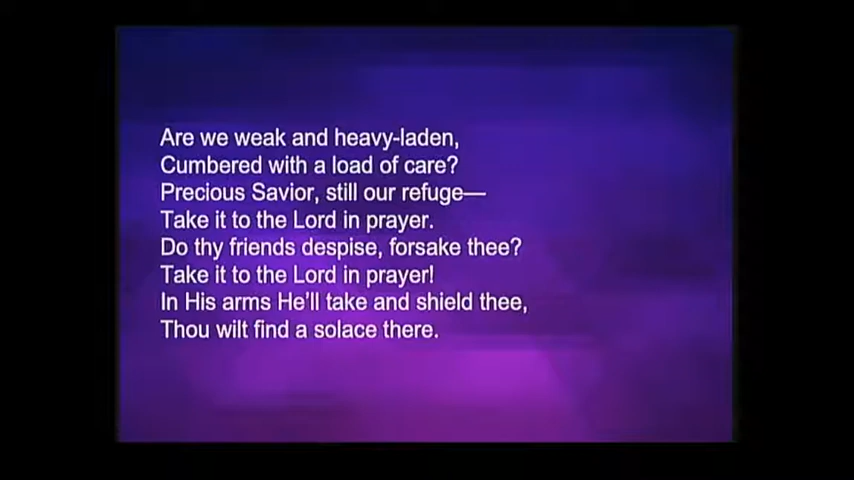 Are we weak and heavy-laden,
Cumbered with a load of care?
Precious Savior, still our refuge—
Take it to the Lord in prayer.
Do thy friends despise, forsake thee?
Take it to the Lord in prayer!
In His arms He'll take and shield thee,
Thou wilt find a solace there.